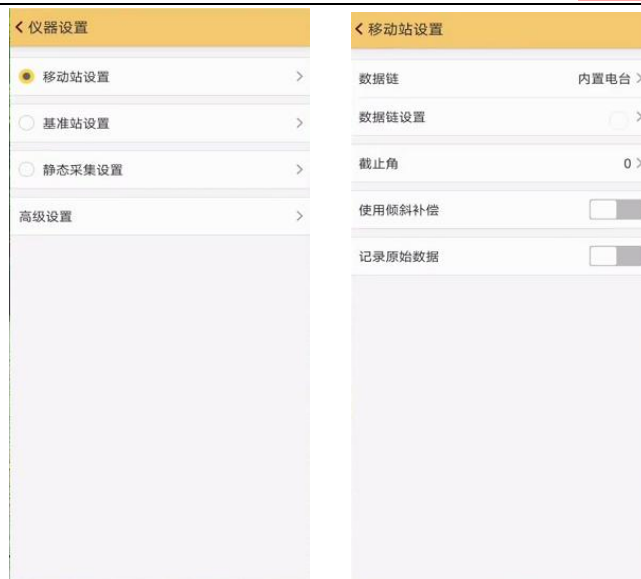 仪器设置
移动站设置
基准站设置
静态采集设置
高级设置
移动站设置
数据链 内置电台
数据链设置
截止角 0
使用倾斜补偿
记录原始数据